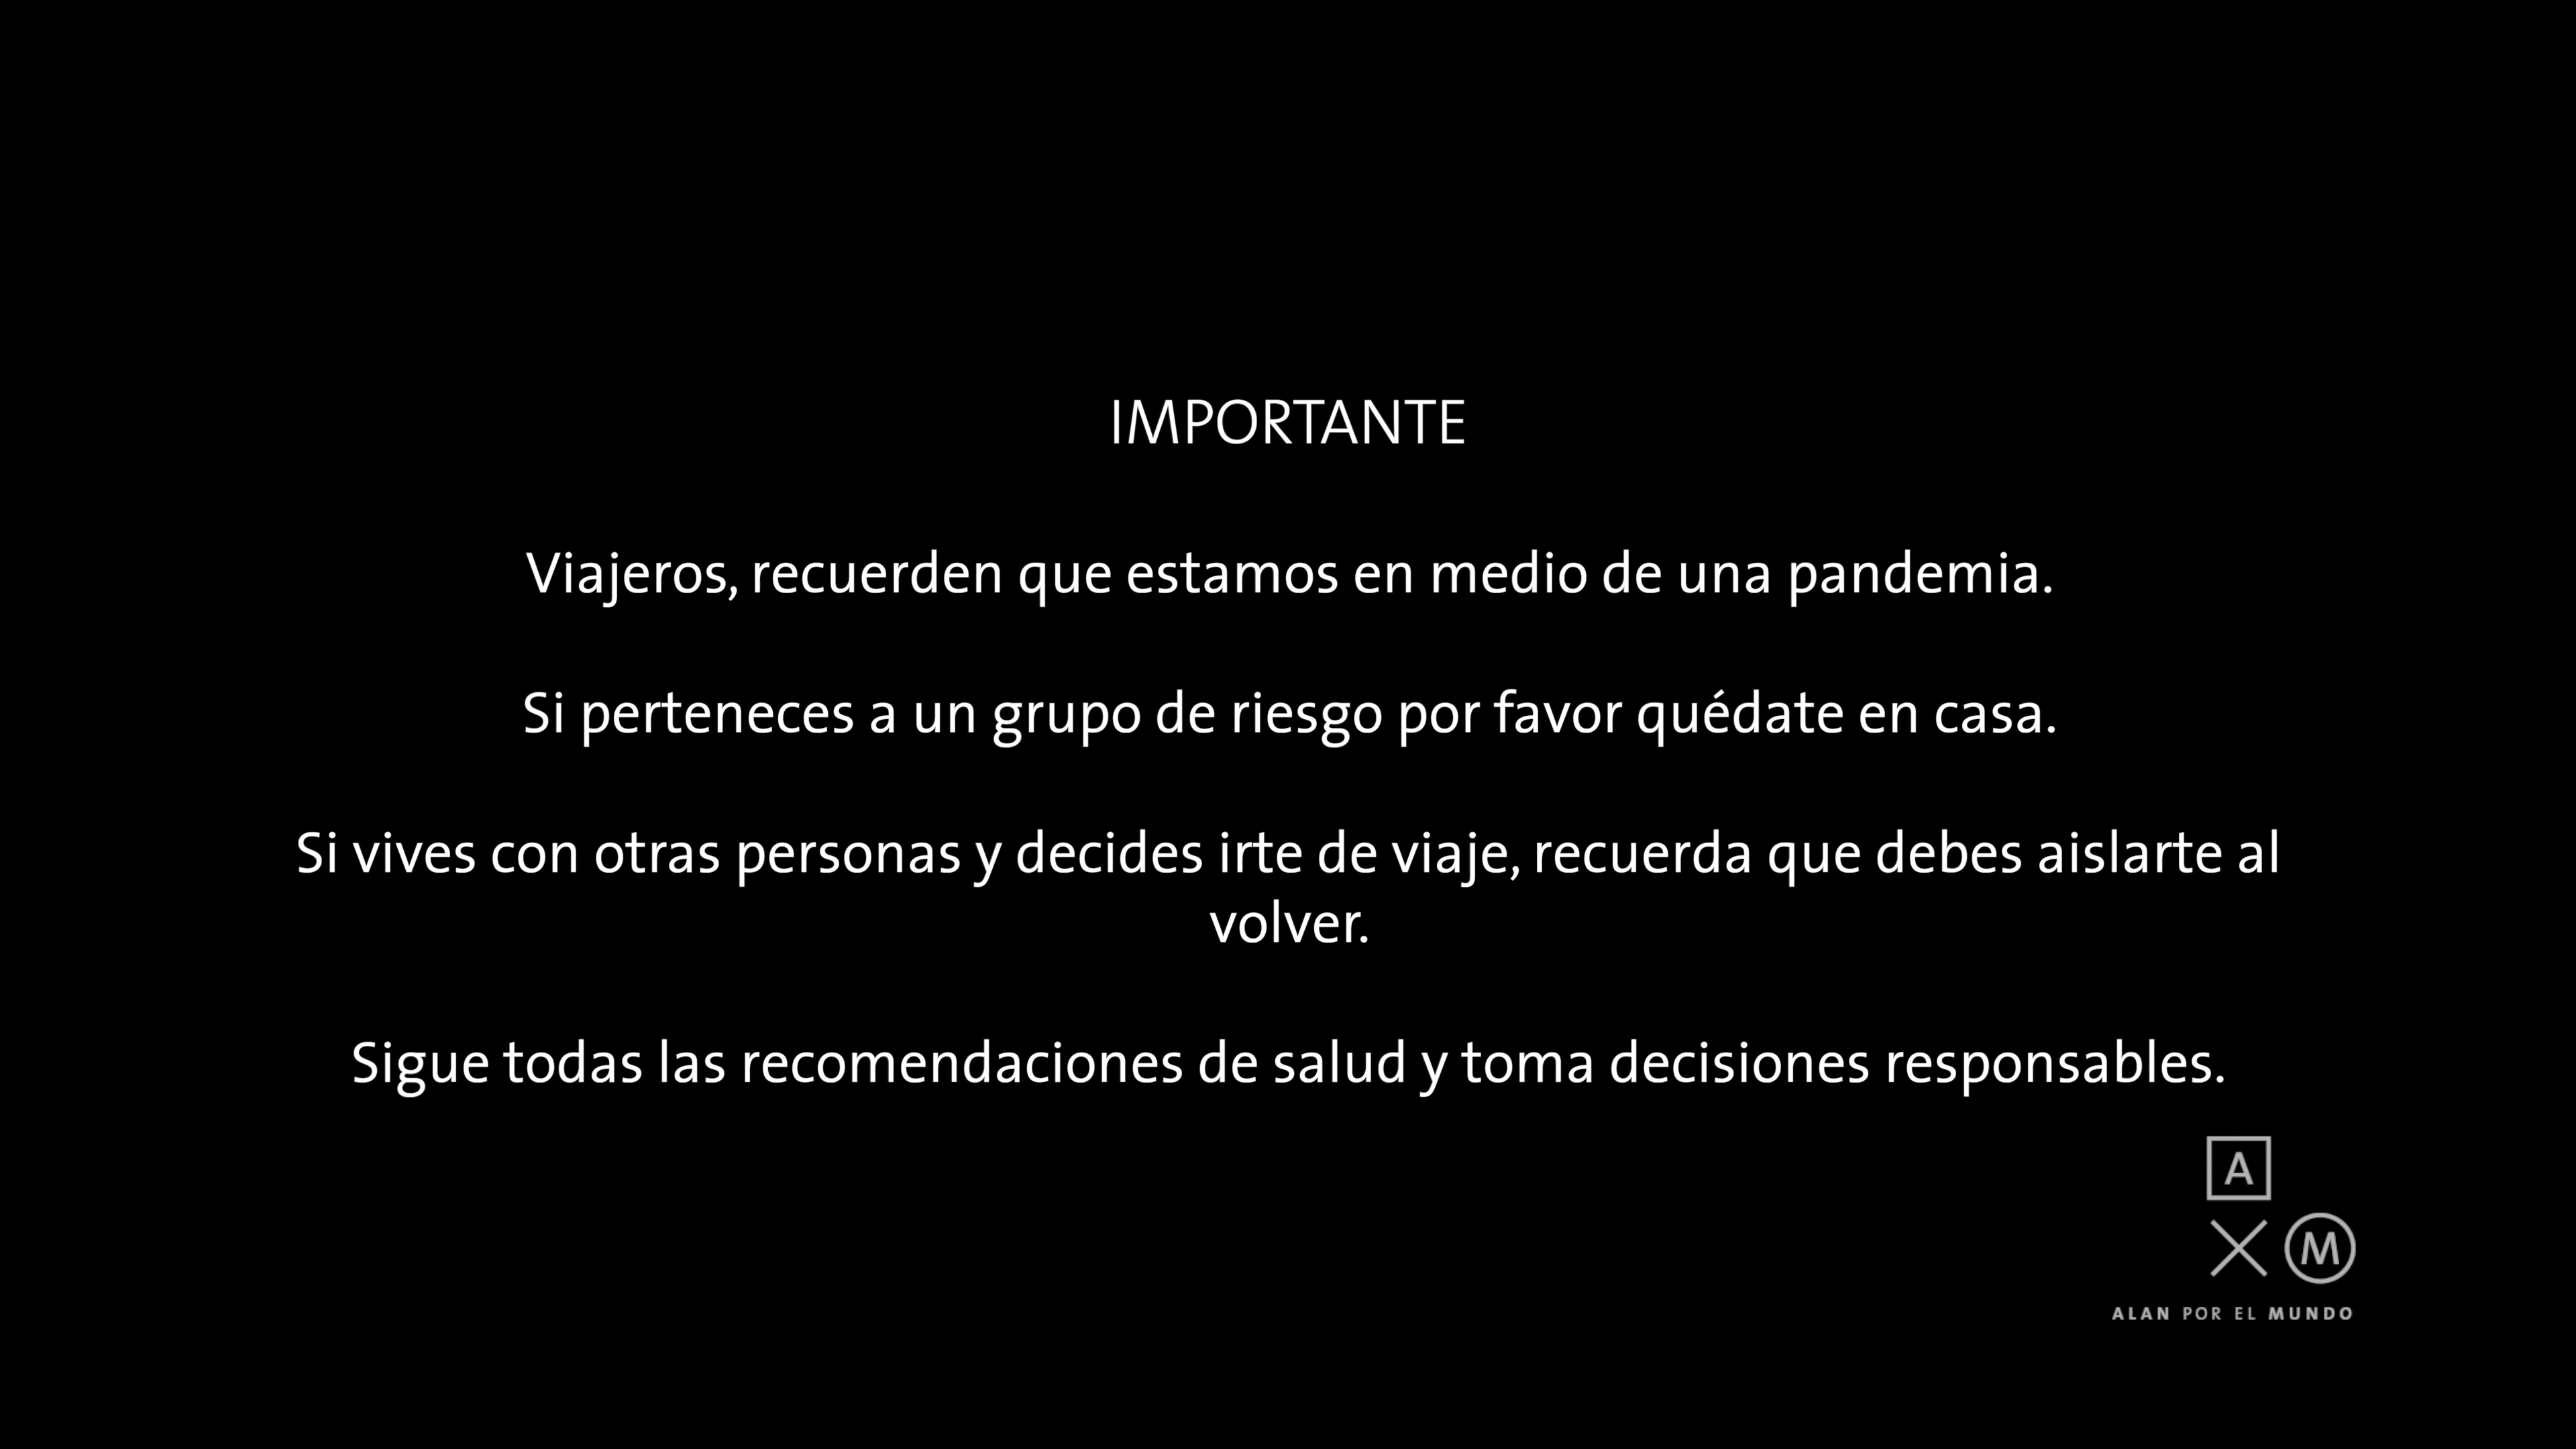 IMPORTANTE
Viajeros, recuerden que estamos en medio de una pandemia.
Si perteneces a un grupo de riesgo por favor quédate en casa.
Si vives con otras personas y decides irte de viaje, recuerda que debes aislarte al
volver.
Sigue todas las recomendaciones de salud y toma decisiones responsables.
A
X M
ALAN POR EL MUNDO